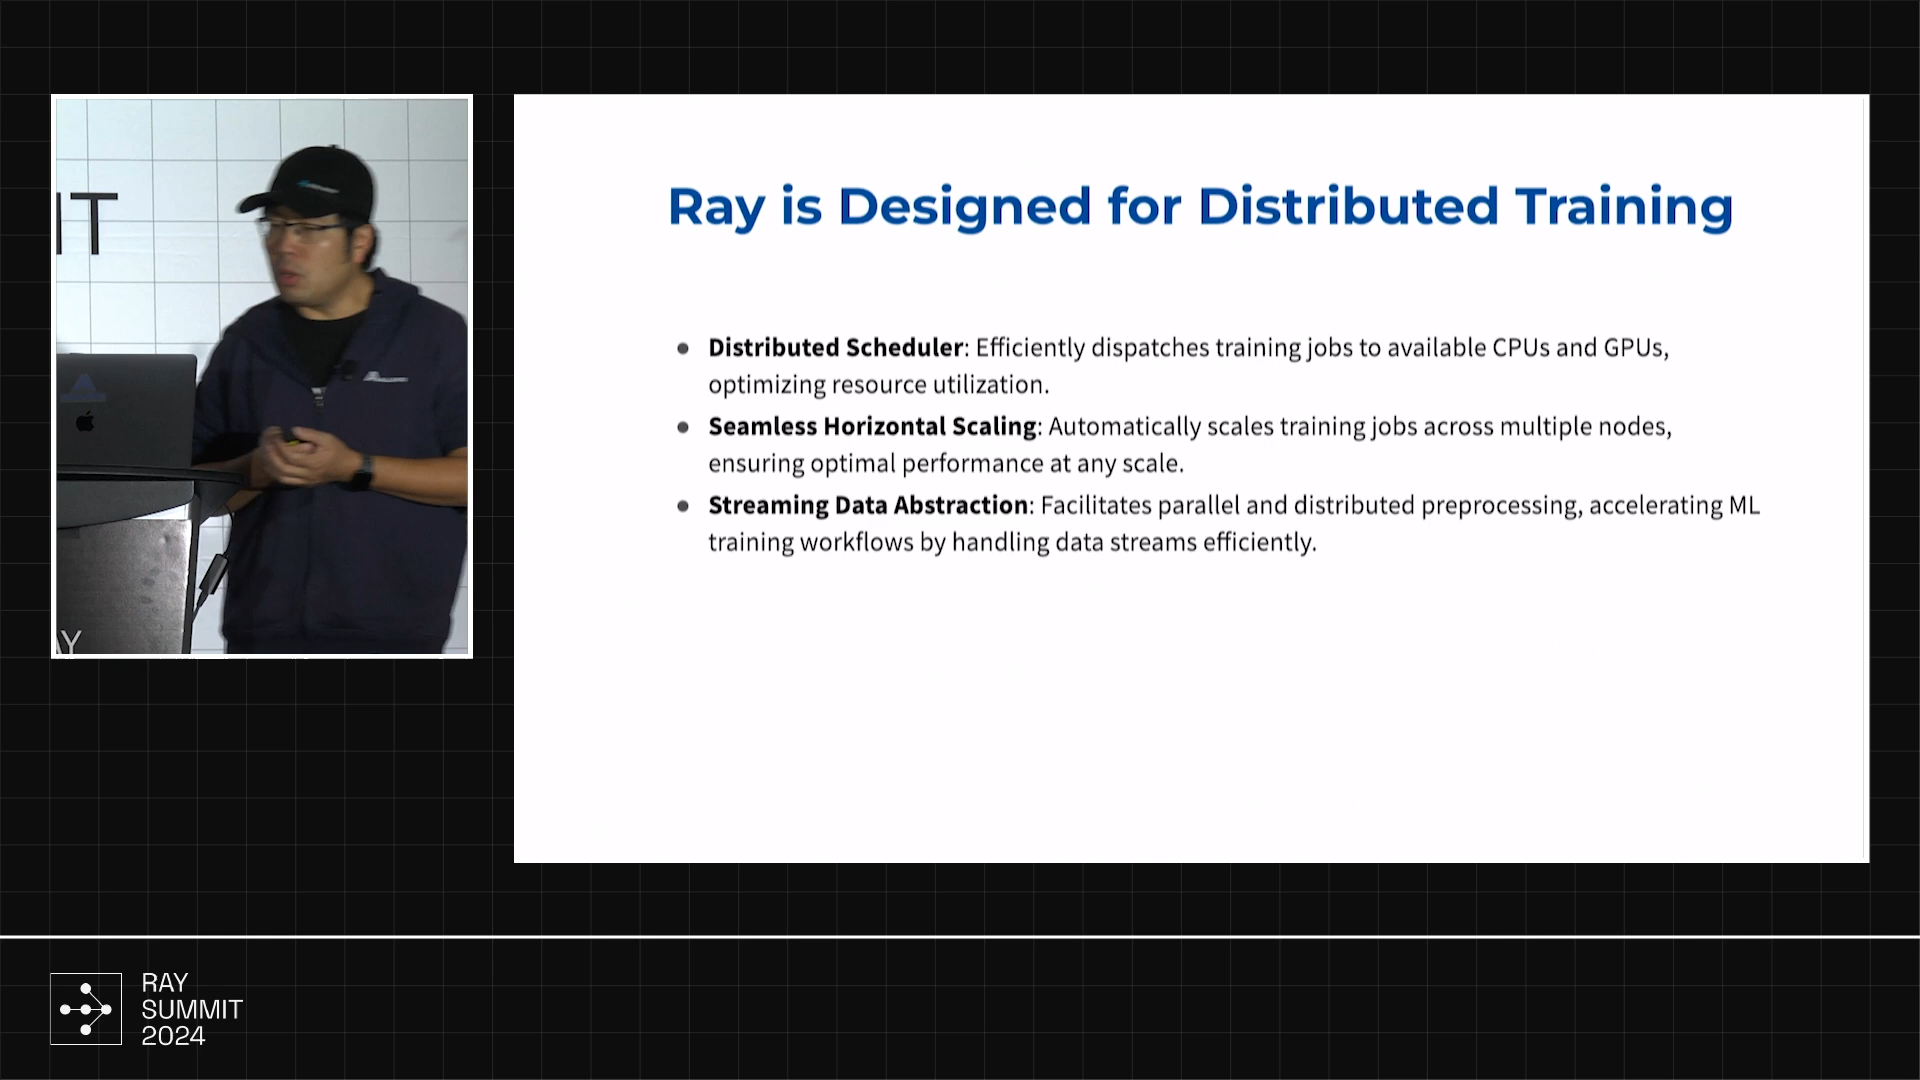 IT
AY
Ray is Designed for Distributed Training
Distributed Scheduler: Efficiently dispatches training jobs to available CPUs and GPUs,
optimizing resource utilization.
Seamless Horizontal Scaling: Automatically scales training jobs across multiple nodes,
ensuring optimal performance at any scale.
Streaming Data Abstraction: Facilitates parallel and distributed preprocessing, accelerating ML
training workflows by handling data streams efficiently.
RAY
SUMMIT
2024